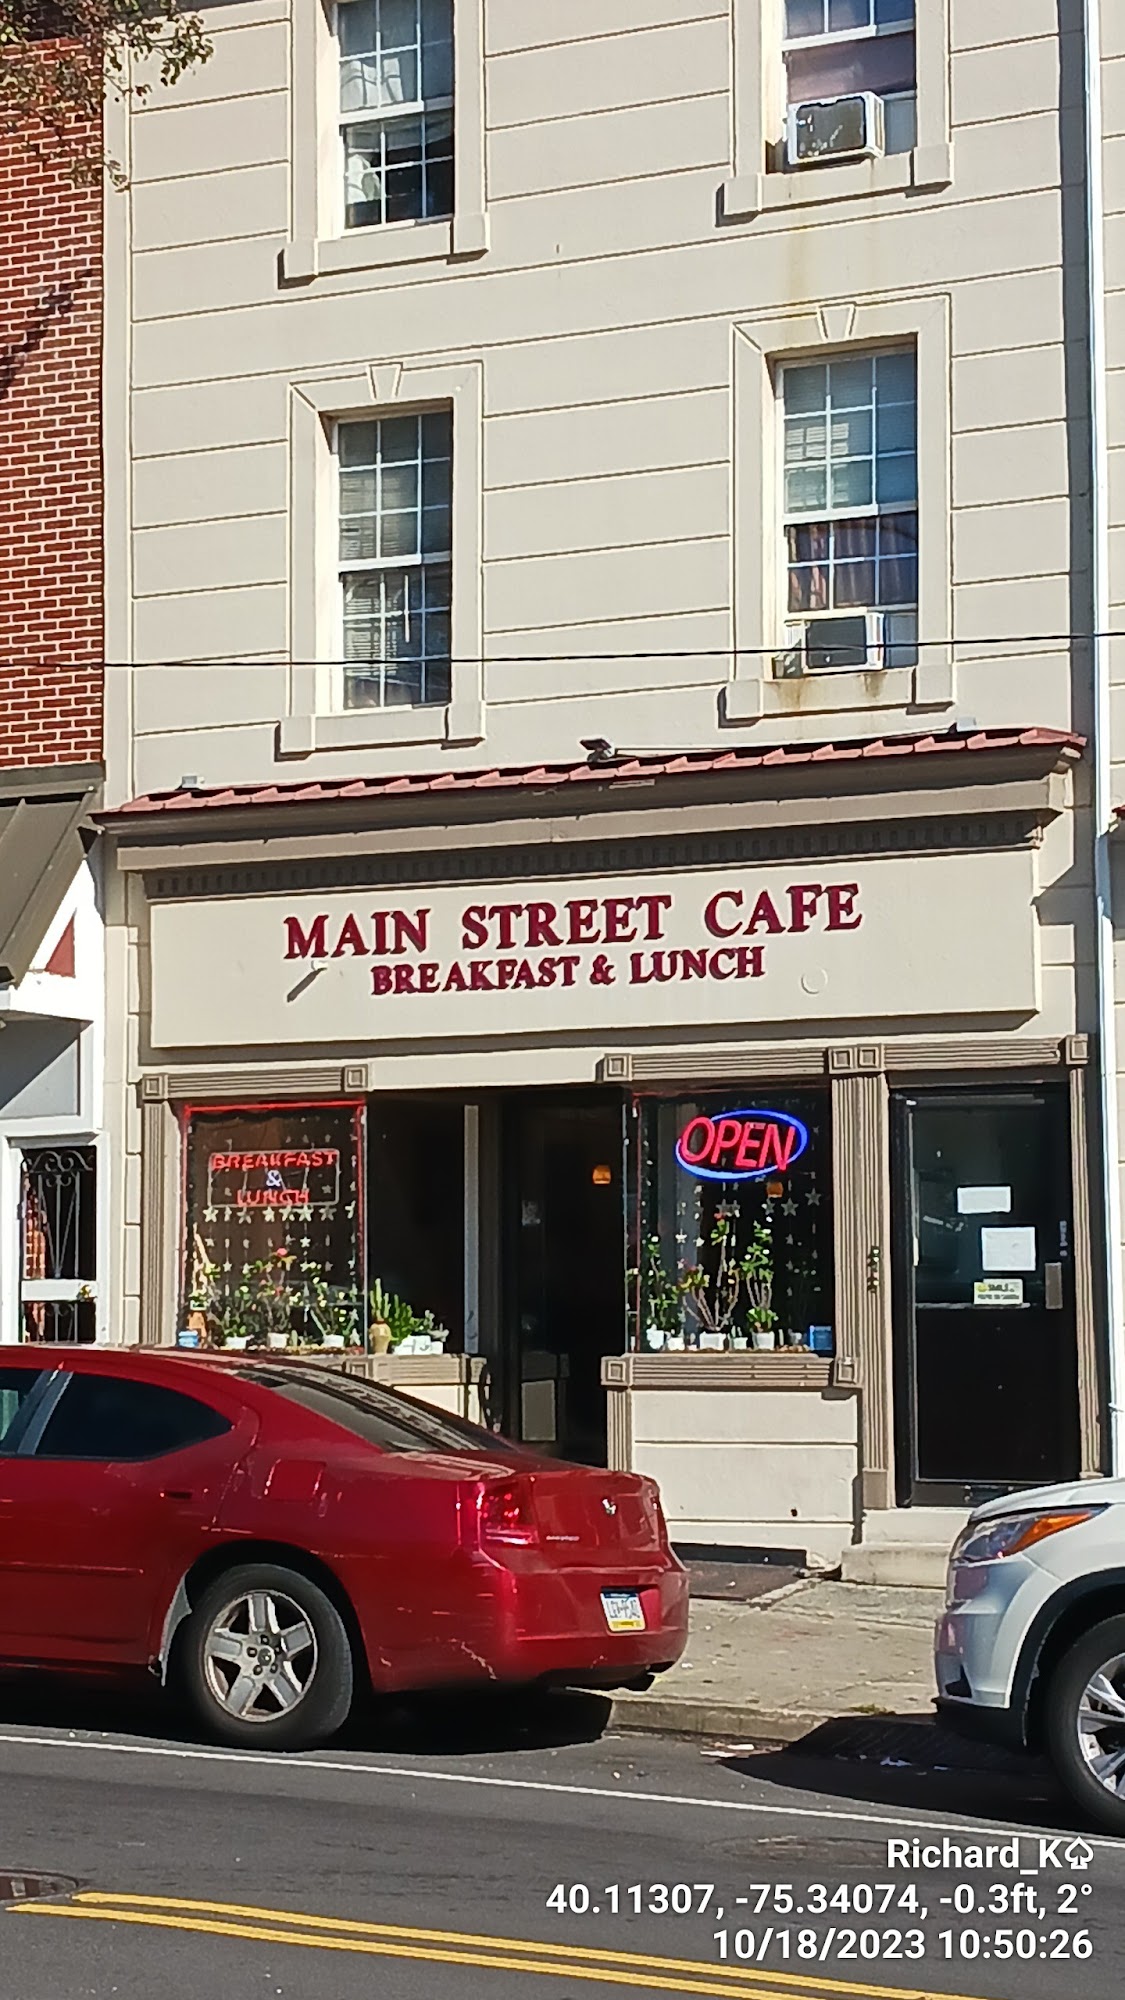 MAIN STREET CAFE
BREAKFAST & LUNCH
BREAKFAST
&
LUNCH
OPEN
SMILE
Richard_K♤
40.11307, -75.34074, -0.3ft, 2°
10/18/2023 10:50:26